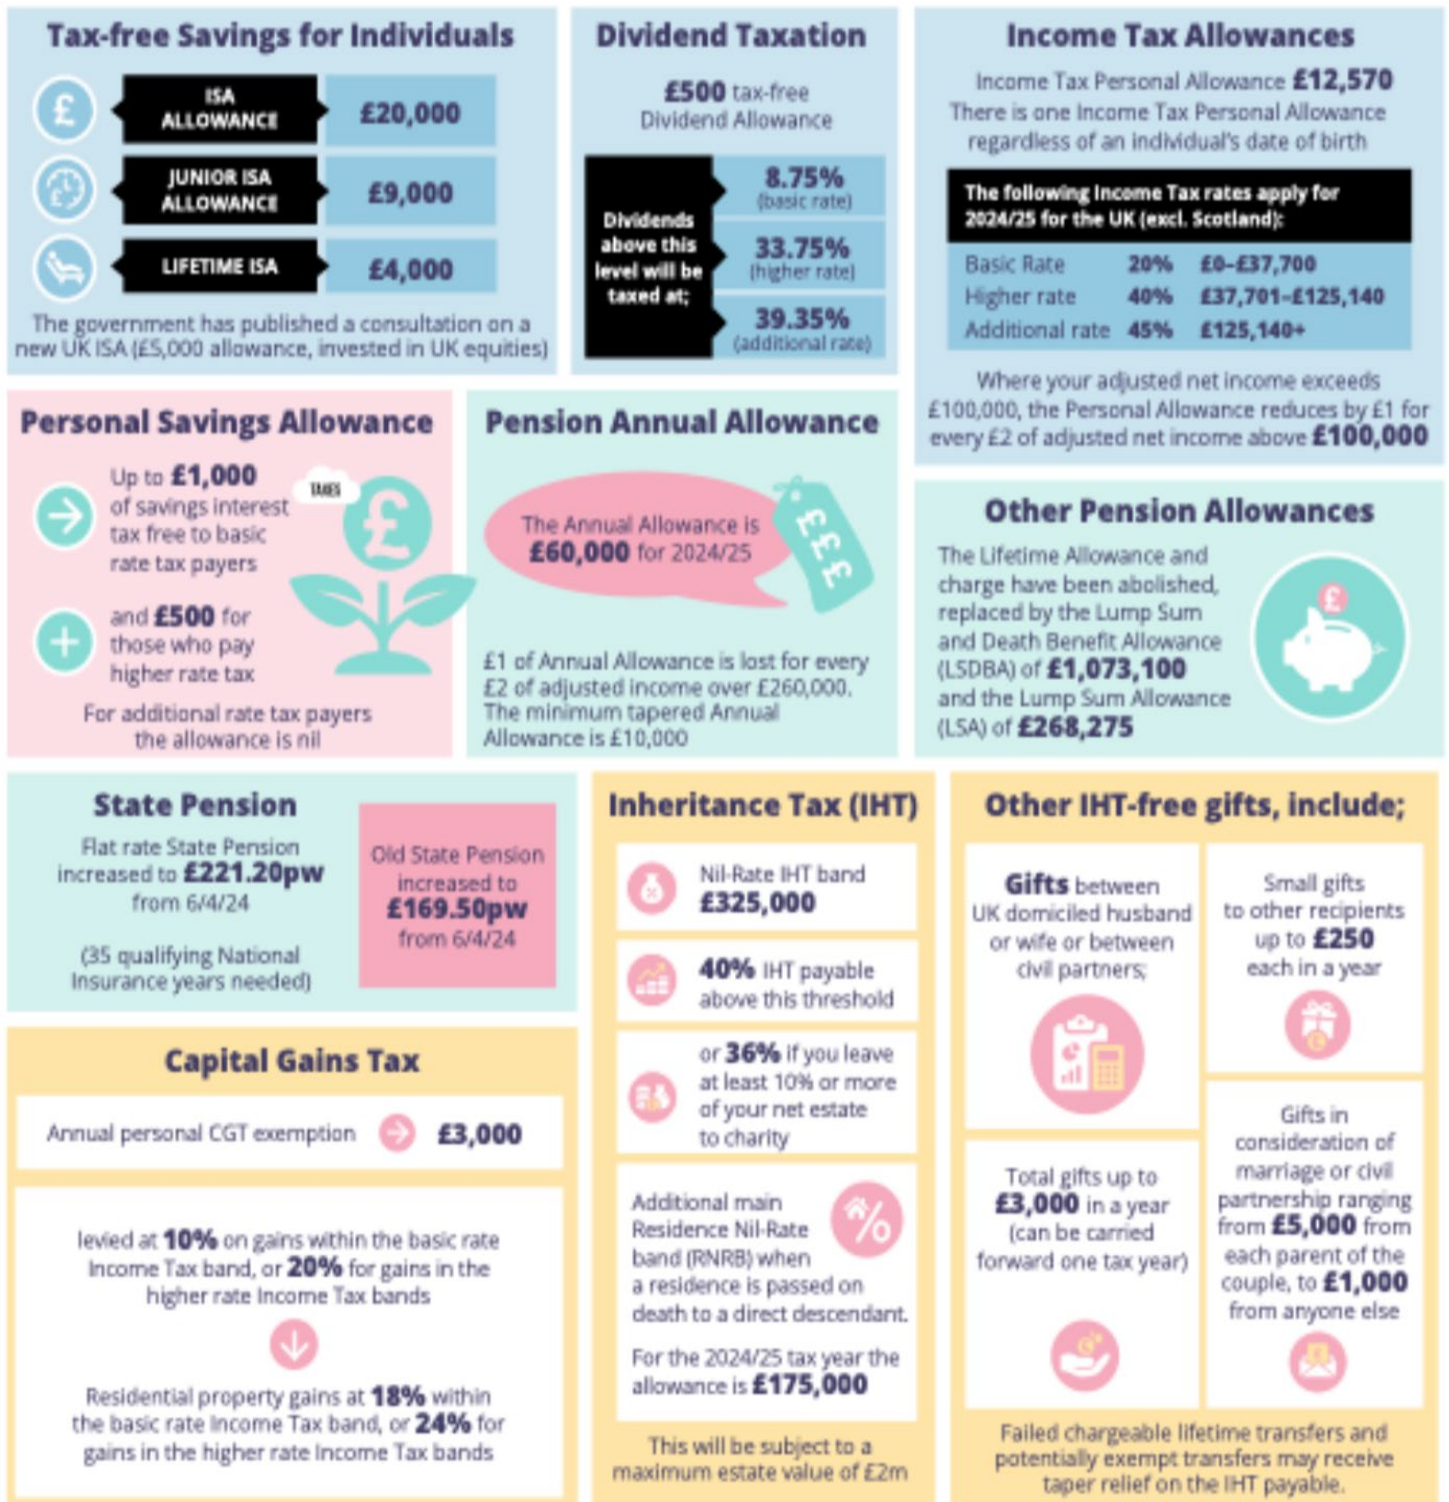 Tax-free Savings for Individuals
£
ISA
ALLOWANCE
£20,000
JUNIOR ISA
ALLOWANCE
£9,000
LIFETIME ISA
£4,000
The government has published a consultation on a
new UK ISA (£5,000 allowance, invested in UK equities)
Dividend Taxation
£500 tax-free
Dividend Allowance
Dividends
above this
level will be
taxed at;
8.75%
(basic rate)
33.75%
(higher rate)
39.35%
(additional rate)
Income Tax Allowances
Income Tax Personal Allowance £12,570
There is one Income Tax Personal Allowance
regardless of an individual's date of birth
The following Income Tax rates apply for
2024/25 for the UK (excl. Scotland):
Basic Rate 20% £0–£37,700
Higher rate 40% £37,701–£125,140
Additional rate 45% £125,140+
Where your adjusted net income exceeds
£100,000, the Personal Allowance reduces by £1 for
every £2 of adjusted net income above £100,000
Personal Savings Allowance
Up to £1,000
of savings interest
tax free to basic
rate tax payers
TAXES
£
and £500 for
those who pay
higher rate tax
For additional rate tax payers
the allowance is nil
Pension Annual Allowance
The Annual Allowance is
£60,000 for 2024/25
£££
£1 of Annual Allowance is lost for every
£2 of adjusted income over £260,000.
The minimum tapered Annual
Allowance is £10,000
Other Pension Allowances
The Lifetime Allowance and
charge have been abolished,
replaced by the Lump Sum
and Death Benefit Allowance
(LSDBA) of £1,073,100
and the Lump Sum Allowance
(LSA) of £268,275
£
State Pension
Flat rate State Pension
increased to £221.20pw
from 6/4/24
(35 qualifying National
Insurance years needed)
Old State Pension
increased to
£169.50pw
from 6/4/24
Capital Gains Tax
Annual personal CGT exemption £3,000
levied at 10% on gains within the basic rate
Income Tax band, or 20% for gains in the
higher rate Income Tax bands
Residential property gains at 18% within
the basic rate Income Tax band, or 24% for
gains in the higher rate Income Tax bands
Inheritance Tax (IHT)
Nil-Rate IHT band
£325,000
40% IHT payable
above this threshold
or 36% if you leave
at least 10% or more
of your net estate
to charity
Additional main
Residence Nil-Rate
band (RNRB) when
a residence is passed on
death to a direct descendant.
%
For the 2024/25 tax year the
allowance is £175,000
This will be subject to a
maximum estate value of £2m
Other IHT-free gifts, include;
Gifts between
UK domiciled husband
or wife or between
civil partners;
Small gifts
to other recipients
up to £250
each in a year
Total gifts up to
£3,000 in a year
(can be carried
forward one tax year)
Gifts in
consideration of
marriage or civil
partnership ranging
from £5,000 from
each parent of the
couple, to £1,000
from anyone else
Failed chargeable lifetime transfers and
potentially exempt transfers may receive
taper relief on the IHT payable.